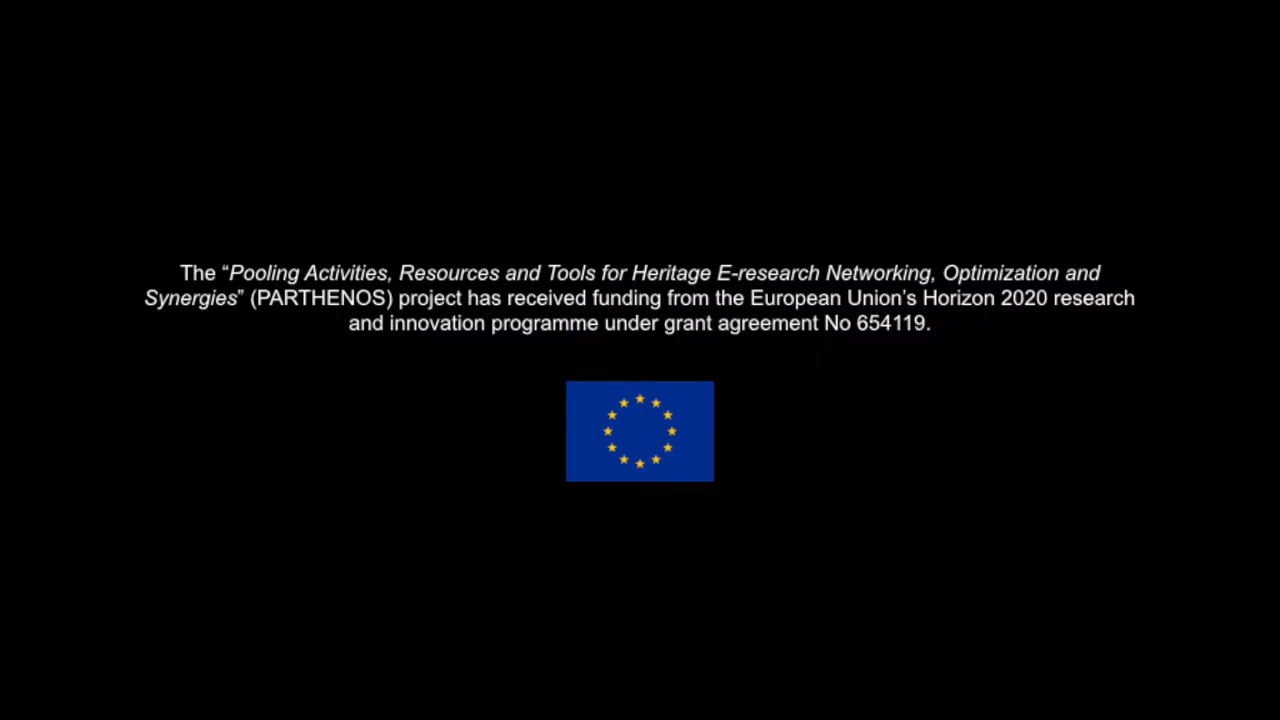 The “Pooling Activities, Resources and Tools for Heritage E-research Networking, Optimization and
Synergies” (PARTHENOS) project has received funding from the European Union’s Horizon 2020 research
and innovation programme under grant agreement No 654119.